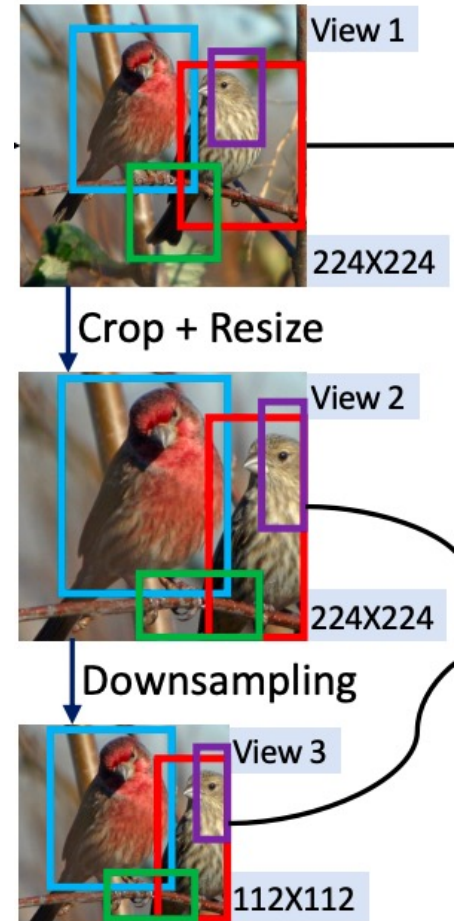 View 1
224X224
Crop + Resize
View 2
224X224
Downsampling
View 3
112X112